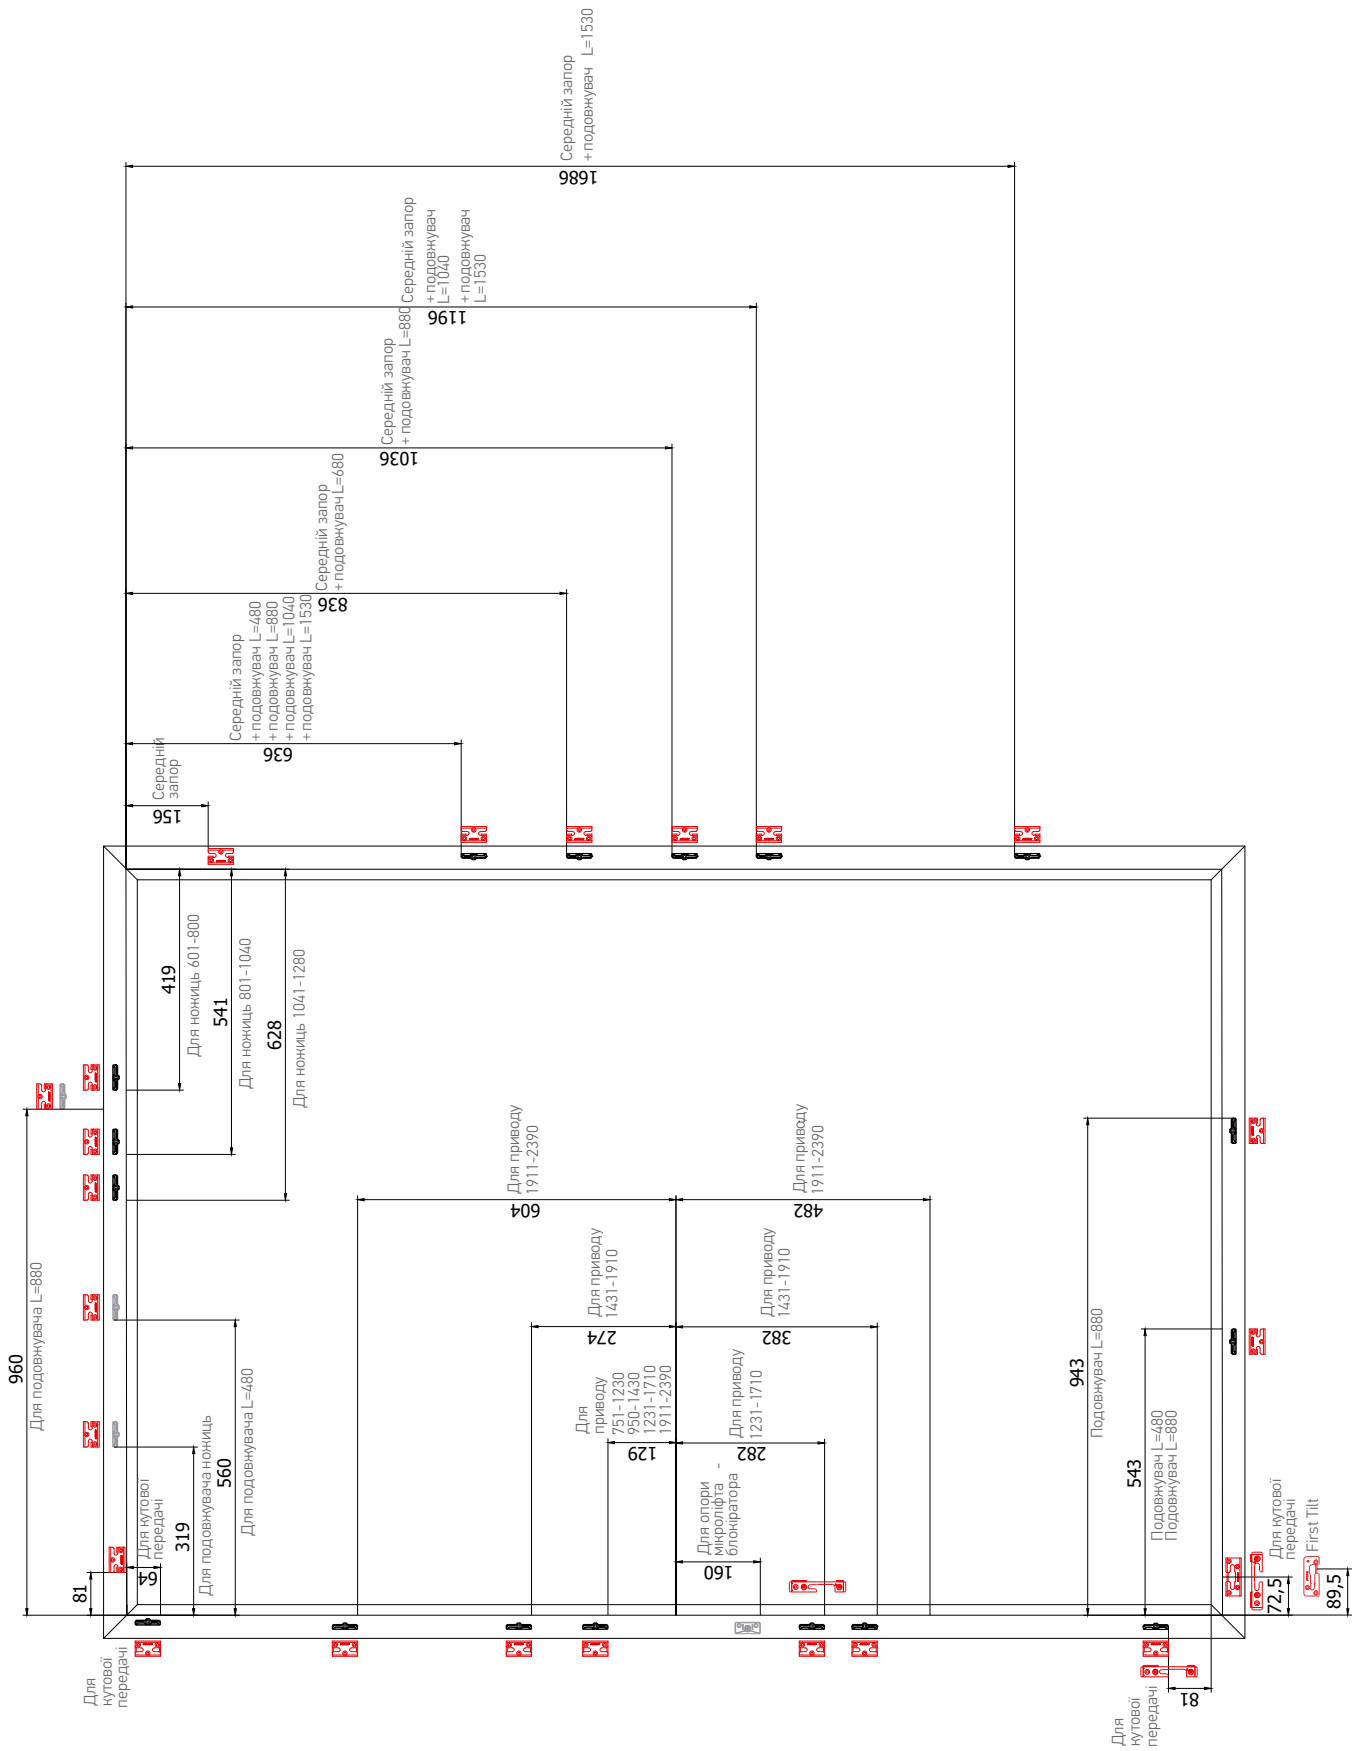 Середній запор
+подовжувач L=1530
1686
Середній запор
+подовжувач
L=1040
+подовжувач
L=1530
1196
Середній запор
+подовжувач L=880
1036
Середній запор
+подовжувач L=680
836
Середній запор
+подовжувач L=480
+подовжувач L=880
+подовжувач L=1040
+подовжувач L=1530
636
Середній
запор
156
419
Для ножиць 601-800
541
Для ножиць 801-1040
628
Для ножиць 1041-1280
960
Для подовжувача L=880
Для приводу
1911-2390
604
Для приводу
1911-2390
482
Для приводу
1431-1910
274
Для приводу
1431-1910
382
Для
приводу
751-1230
950-1430
1231-1710
1911-2390
129
Для приводу
1231-1710
282
Для опори
мікроліфта -
блокіратора
160
943
Подовжувач L=880
543
Подовжувач L=480
Подовжувач L=880
560
Для подовжувача L=480
319
Для подовжувача ножиць
Для кутової
передачі
64
81
Для
кутової
передачі
Для кутової
передачі
72,5
First Tilt
89,5
Для
кутової
передачі
81